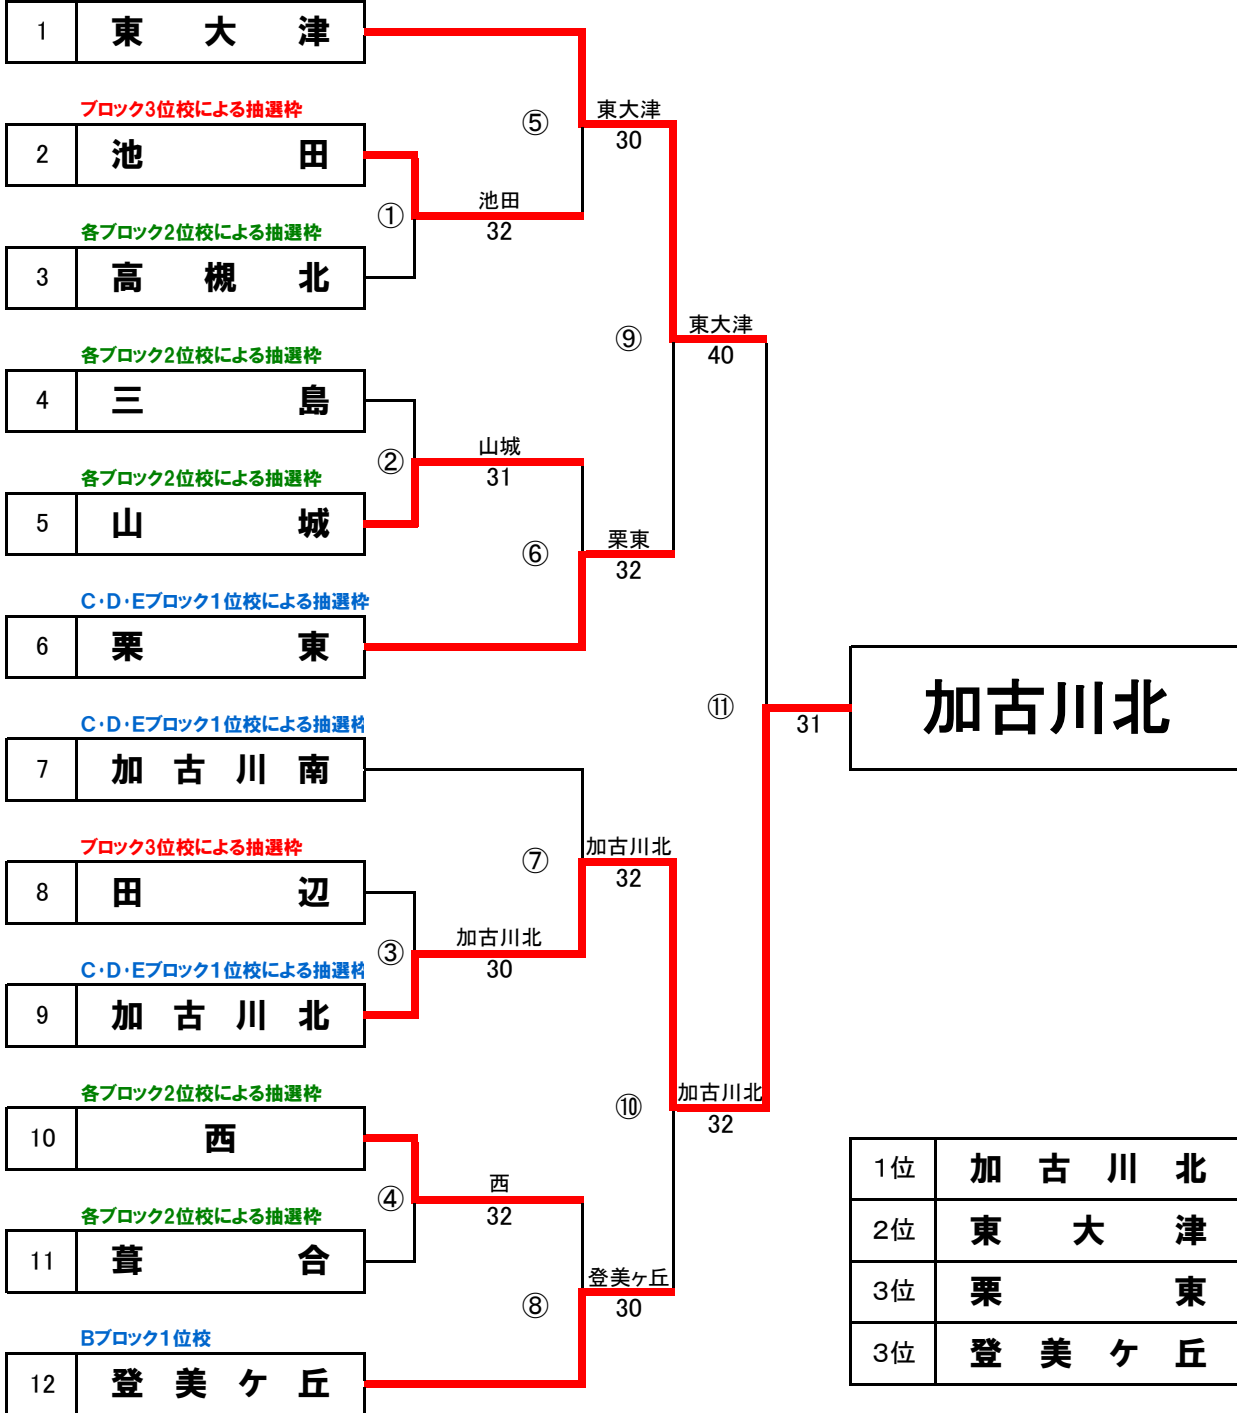 1 東大津
ブロック3位校による抽選枠
2 池田
各ブロック2位校による抽選枠
3 高槻北
各ブロック2位校による抽選枠
4 三島
各ブロック2位校による抽選枠
5 山城
C・D・Eブロック1位校による抽選枠
6 栗東
C・D・Eブロック1位校による抽選枠
7 加古川南
ブロック3位校による抽選枠
8 田辺
C・D・Eブロック1位校による抽選枠
9 加古川北
各ブロック2位校による抽選枠
10 西
各ブロック2位校による抽選枠
11 葺合
Bブロック1位校
12 登美ケ丘
① 池田
32
② 山城
31
③ 加古川北
30
④ 西
32
⑤ 東大津
30
⑥ 栗東
32
⑦ 加古川北
32
⑧ 登美ヶ丘
30
⑨ 東大津
40
⑩ 加古川北
32
⑪ 31
加古川北
1位 加古川北
2位 東大津
3位 栗東
3位 登美ケ丘